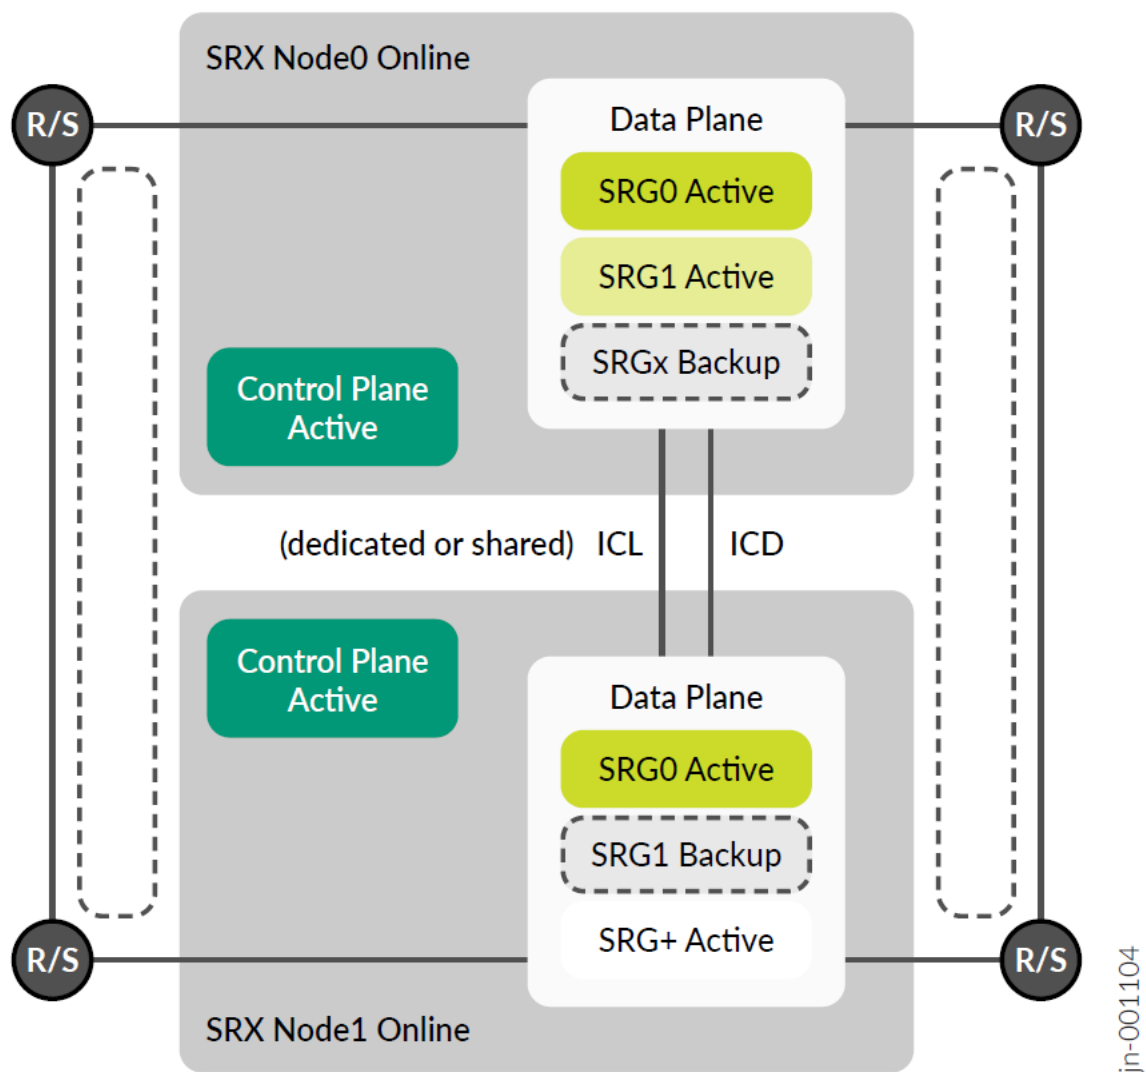 SRX Node0 Online
R/S
R/S
Data Plane
SRG0 Active
SRG1 Active
SRGx Backup
Control Plane
Active
(dedicated or shared) ICL
ICD
Control Plane
Active
Data Plane
SRG0 Active
SRG1 Backup
SRG+ Active
R/S
R/S
SRX Node1 Online
jn-001104